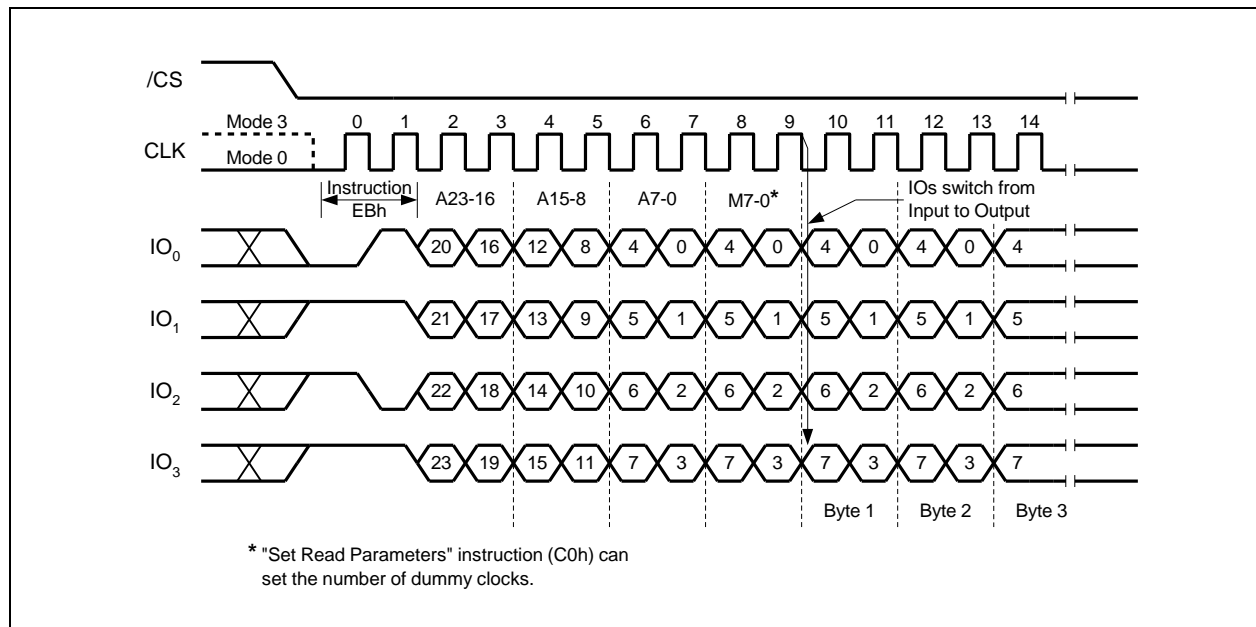 /CS
Mode 3 0 1 2 3 4 5 6 7 8 9 10 11 12 13 14
CLK
Mode 0
Instruction
EBh
A23-16 A15-8 A7-0 M7-0*
IOs switch from
Input to Output
IO0 20 16 12 8 4 0 4 0 4 0 4 0 4
IO1 21 17 13 9 5 1 5 1 5 1 5 1 5
IO2 22 18 14 10 6 2 6 2 6 2 6 2 6
IO3 23 19 15 11 7 3 7 3 7 3 7 3 7
Byte 1 Byte 2 Byte 3
* "Set Read Parameters" instruction (C0h) can
set the number of dummy clocks.